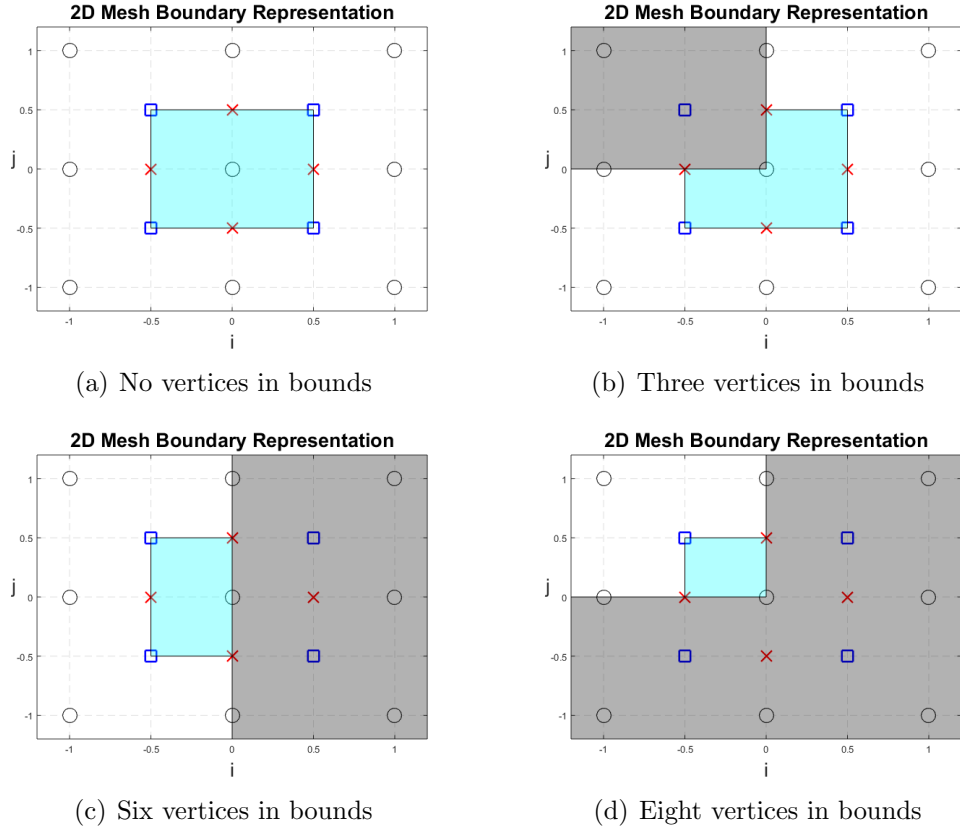 2D Mesh Boundary Representation
1
0.5
j
0
-0.5
-1
-1 -0.5 0 0.5 1
i
(a) No vertices in bounds
2D Mesh Boundary Representation
1
0.5
j
0
-0.5
-1
-1 -0.5 0 0.5 1
i
(b) Three vertices in bounds
2D Mesh Boundary Representation
1
0.5
j
0
-0.5
-1
-1 -0.5 0 0.5 1
i
(c) Six vertices in bounds
2D Mesh Boundary Representation
1
0.5
j
0
-0.5
-1
-1 -0.5 0 0.5 1
i
(d) Eight vertices in bounds